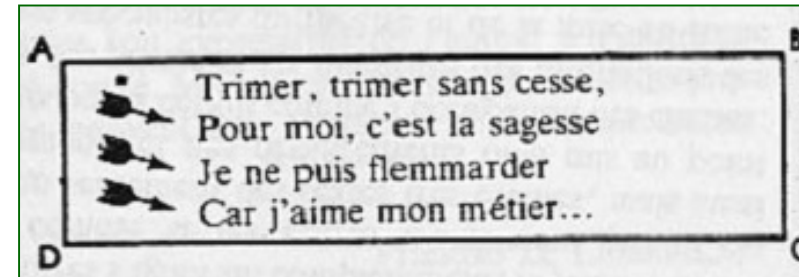 A B
Trimer, trimer sans cesse,
Pour moi, c'est la sagesse
Je ne puis flemmarder
Car j'aime mon métier...
D C